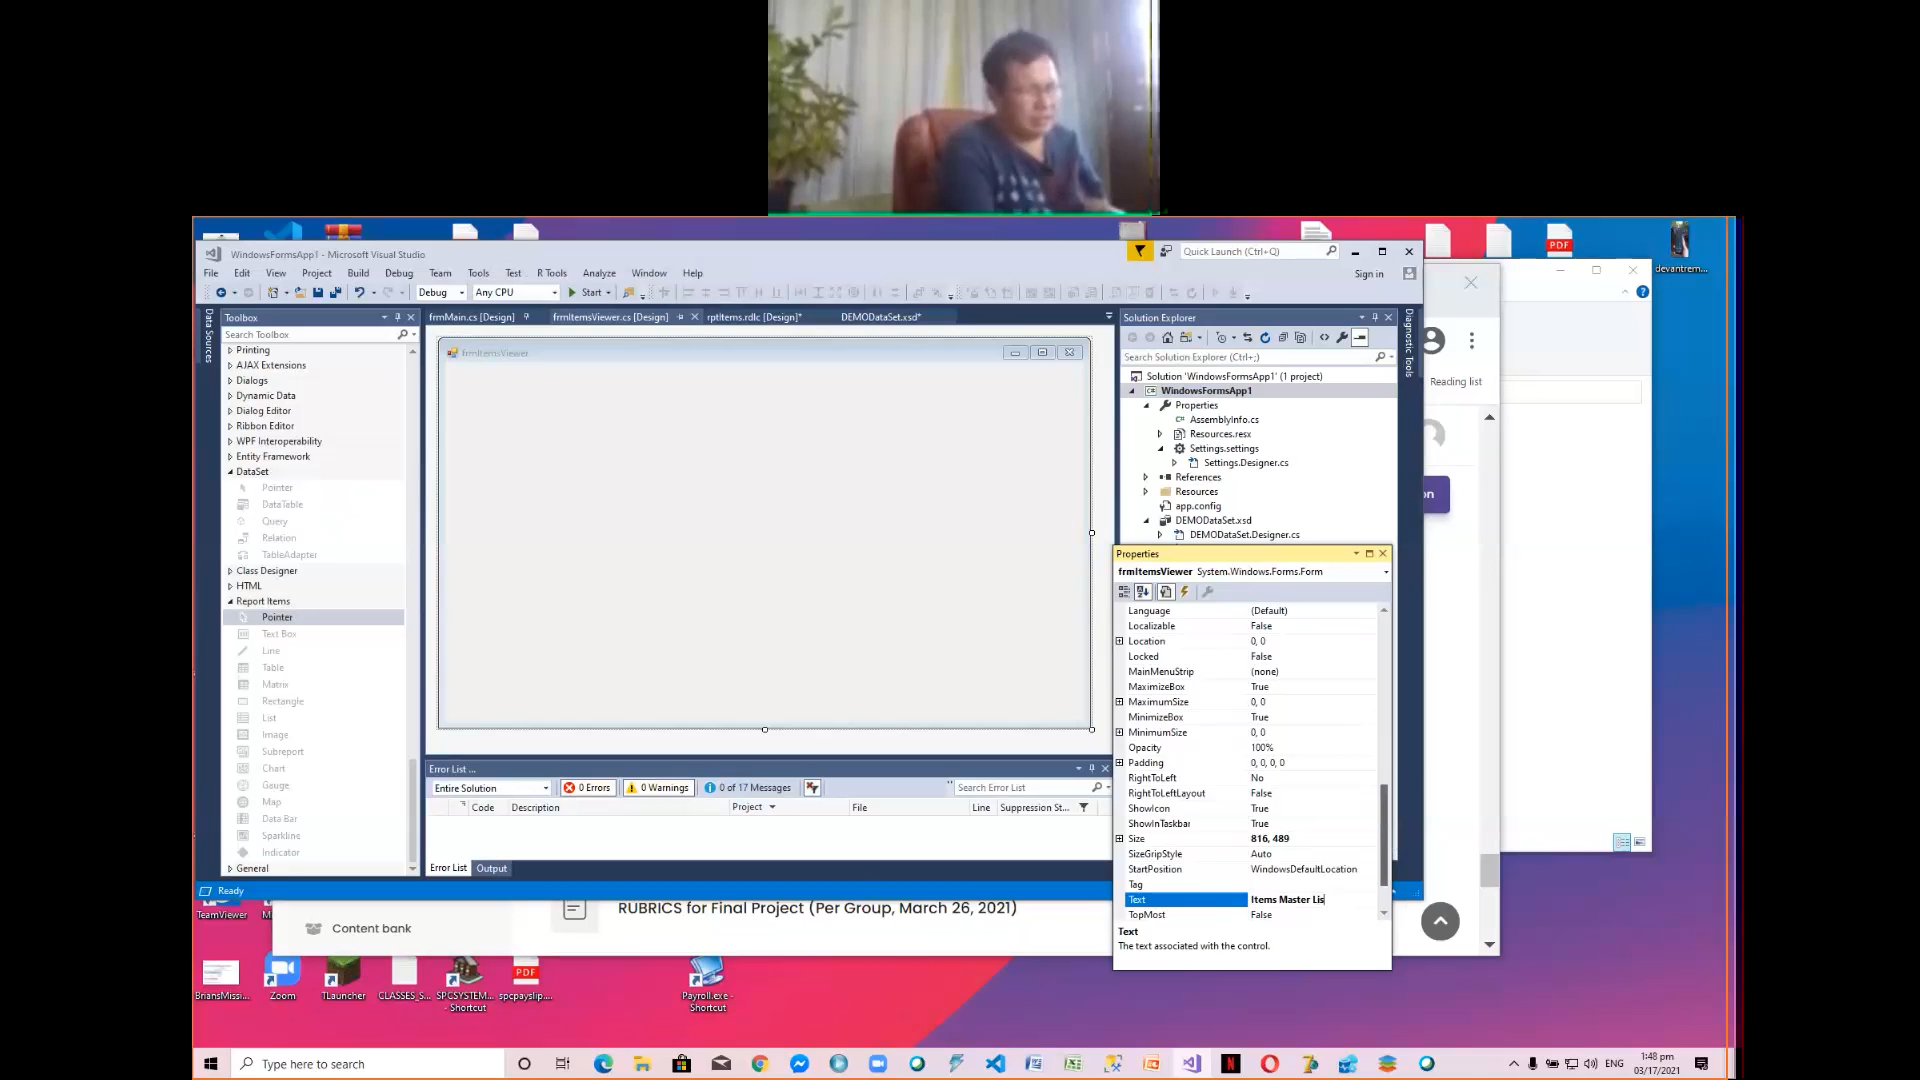 WindowsFormsApp1 - Microsoft Visual Studio
Quick Launch (Ctrl+Q)
File Edit View Project Build Debug Team Tools Test R Tools Analyze Window Help
Sign in
Debug Any CPU Start
Data Sources
Toolbox
Search Toolbox
Printing
AJAX Extensions
Dialogs
Dynamic Data
Dialog Editor
Ribbon Editor
WPF Interoperability
Entity Framework
DataSet
Pointer
DataTable
Query
Relation
TableAdapter
Class Designer
HTML
Report Items
Pointer
Text Box
Line
Table
Matrix
Rectangle
List
Image
Subreport
Chart
Gauge
Map
Data Bar
Sparkline
Indicator
General
frmMain.cs [Design] frmItemsViewer.cs [Design] rptItems.rdlc [Design]* DEMODataSet.xsd*
frmItemsViewer
Error List ...
Entire Solution 0 Errors 0 Warnings 0 of 17 Messages Search Error List
Code Description Project File Line Suppression St...
Error List Output
Ready
Solution Explorer
Search Solution Explorer (Ctrl+;)
Solution 'WindowsFormsApp1' (1 project)
WindowsFormsApp1
Properties
AssemblyInfo.cs
Resources.resx
Settings.settings
Settings.Designer.cs
References
Resources
app.config
DEMODataSet.xsd
DEMODataSet.Designer.cs
Diagnostic Tools
Properties
frmItemsViewer System.Windows.Forms.Form
Language (Default)
Localizable False
Location 0, 0
Locked False
MainMenuStrip (none)
MaximizeBox True
MaximumSize 0, 0
MinimizeBox True
MinimumSize 0, 0
Opacity 100%
Padding 0, 0, 0, 0
RightToLeft No
RightToLeftLayout False
ShowIcon True
ShowInTaskbar True
Size 816, 489
SizeGripStyle Auto
StartPosition WindowsDefaultLocation
Tag
Text Items Master Lis
TopMost False
Text
The text associated with the control.
Reading list
on
PDF
devantrem...
RUBRICS for Final Project (Per Group, March 26, 2021)
Content bank
TeamViewer
BriansMissi...
Zoom
TLauncher
CLASSES_S...
SPCSYSTEM... - Shortcut
PDF
spcpayslip....
Payroll.exe - Shortcut
Type here to search
ENG
1:48 pm
03/17/2021